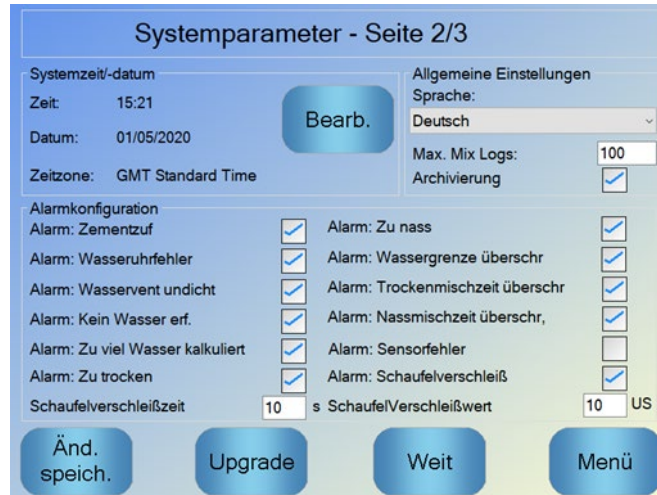 Systemparameter - Seite 2/3
Systemzeit/-datum
Zeit: 15:21
Datum: 01/05/2020
Zeitzone: GMT Standard Time
Bearb.
Allgemeine Einstellungen
Sprache:
Deutsch
Max. Mix Logs: 100
Archivierung
Alarmkonfiguration
Alarm: Zementzuf
Alarm: Zu nass
Alarm: Wasseruhrfehler
Alarm: Wassergrenze überschr
Alarm: Wasservent undicht
Alarm: Trockenmischzeit überschr
Alarm: Kein Wasser erf.
Alarm: Nassmischzeit überschr,
Alarm: Zu viel Wasser kalkuliert
Alarm: Sensorfehler
Alarm: Zu trocken
Alarm: Schaufelverschleiß
Schaufelverschleißzeit 10 s
SchaufelVerschleißwert 10 US
Änd.
speich.
Upgrade
Weit
Menü